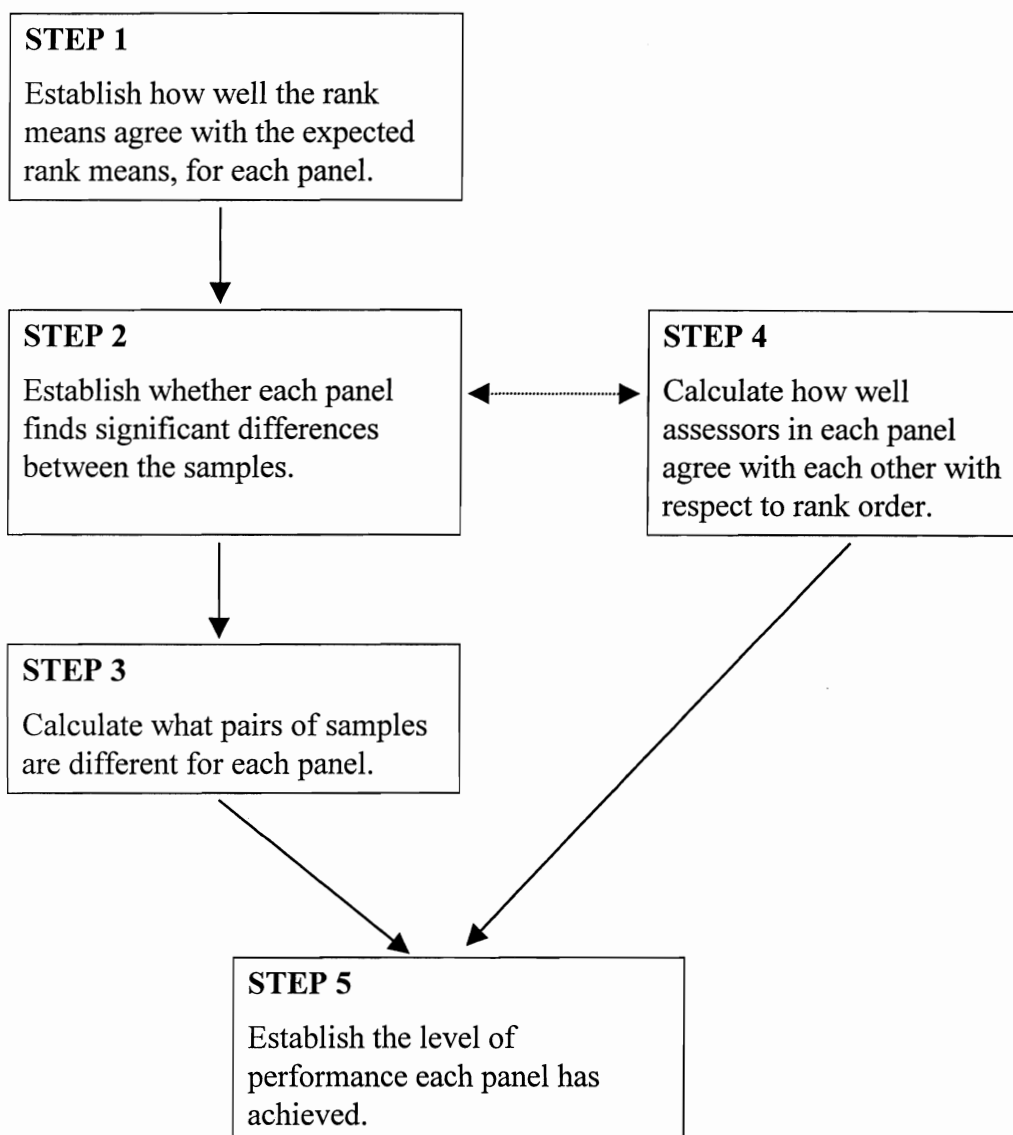 STEP 1
Establish how well the rank
means agree with the expected
rank means, for each panel.
STEP 2
Establish whether each panel
finds significant differences
between the samples.
STEP 4
Calculate how well
assessors in each panel
agree with each other with
respect to rank order.
STEP 3
Calculate what pairs of samples
are different for each panel.
STEP 5
Establish the level of
performance each panel has
achieved.